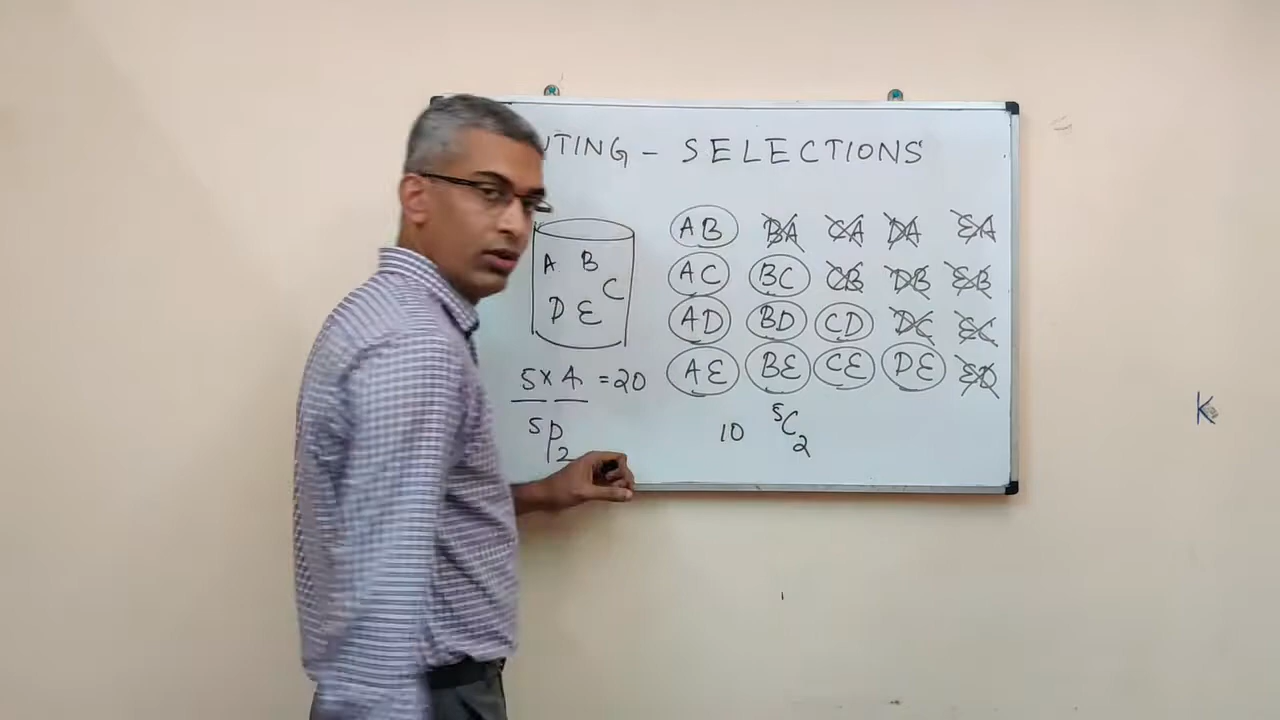 UTING - SELECTIONS
A B
C
D E
AB BA CA DA EA
AC BC CB DB EB
AD BD CD DC EC
AE BE CE DE ED
5 x 4 = 20
5P2
10 5C2
K